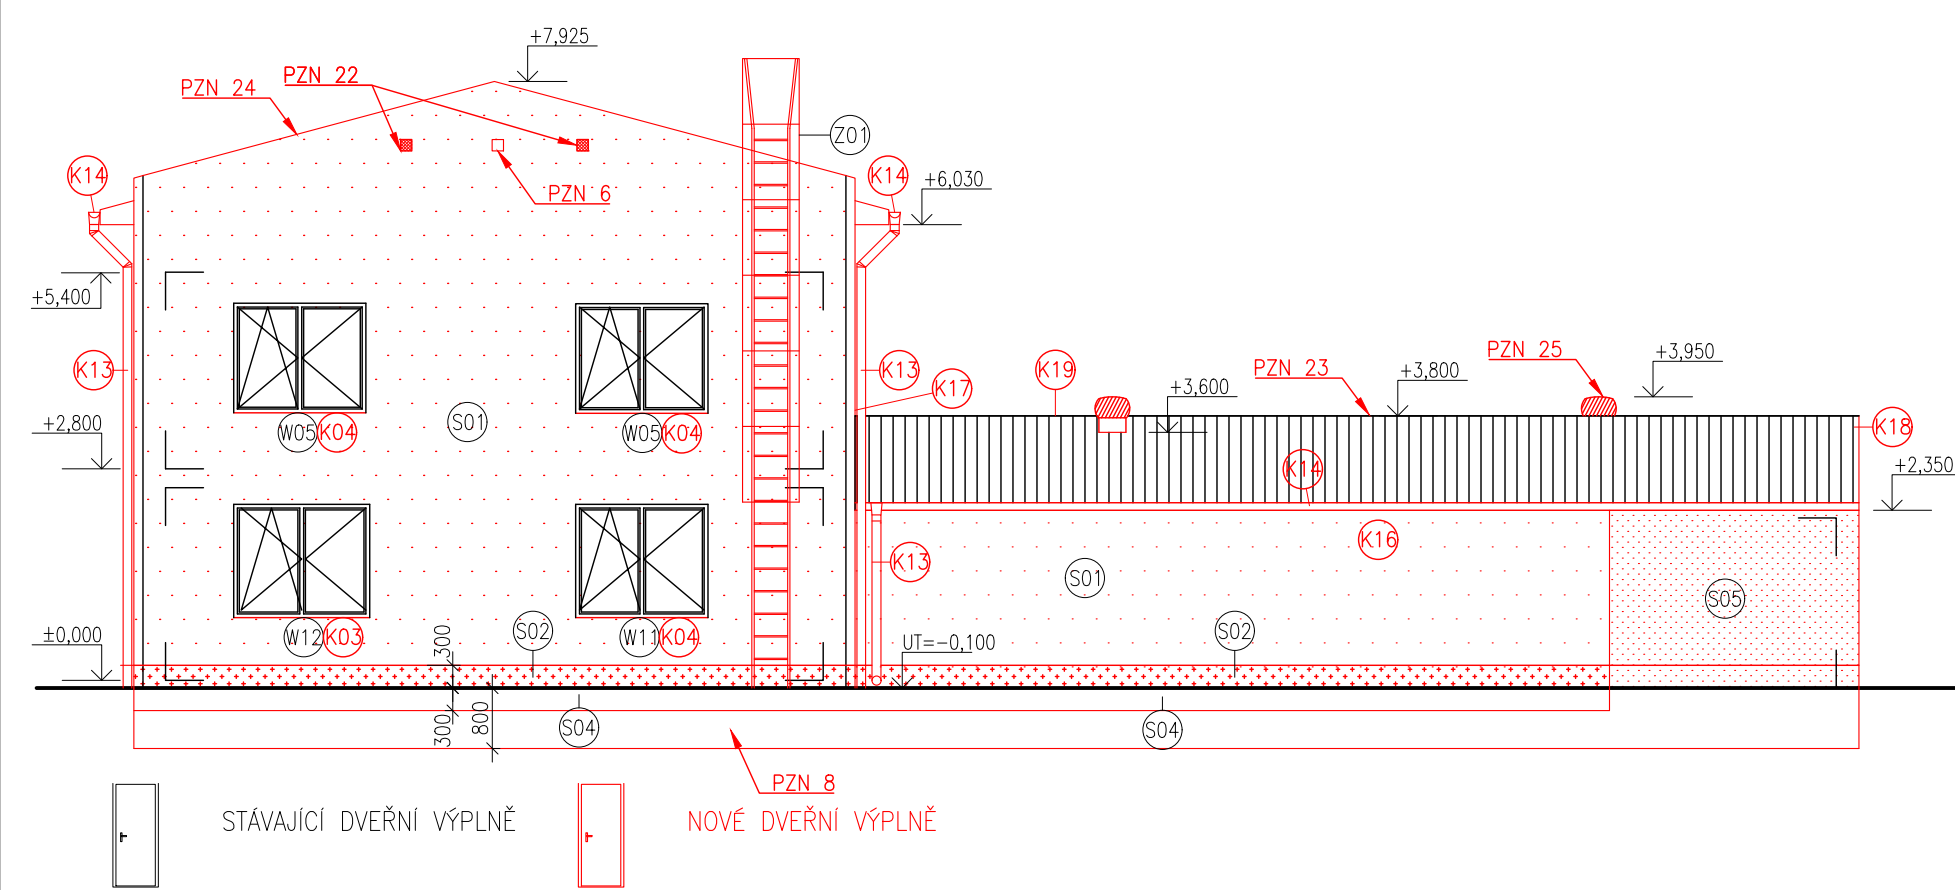 +7,925
PZN 24
PZN 22
Z01
K14
PZN 6
K14
+6,030
+5,400
K13
K13
K17
K19
+3,600
PZN 23
+3,800
PZN 25
+3,950
+2,800
W05
K04
S01
W05
K04
K14
K18
+2,350
K16
K13
S01
S05
±0,000
W12
K03
300
S02
W11
K04
UT=-0,100
S02
300
800
S04
S04
PZN 8
STÁVAJÍCÍ DVEŘNÍ VÝPLNĚ
NOVÉ DVEŘNÍ VÝPLNĚ